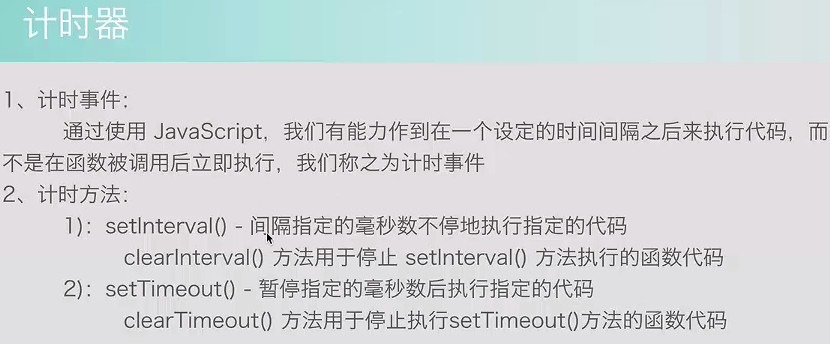 计时器
1、计时事件：
通过使用 JavaScript，我们有能力作到在一个设定的时间间隔之后来执行代码，而
不是在函数被调用后立即执行，我们称之为计时事件
2、计时方法：
1)：setInterval() - 间隔指定的毫秒数不停地执行指定的代码
clearInterval() 方法用于停止 setInterval() 方法执行的函数代码
2)：setTimeout() - 暂停指定的毫秒数后执行指定的代码
clearTimeout() 方法用于停止执行setTimeout()方法的函数代码